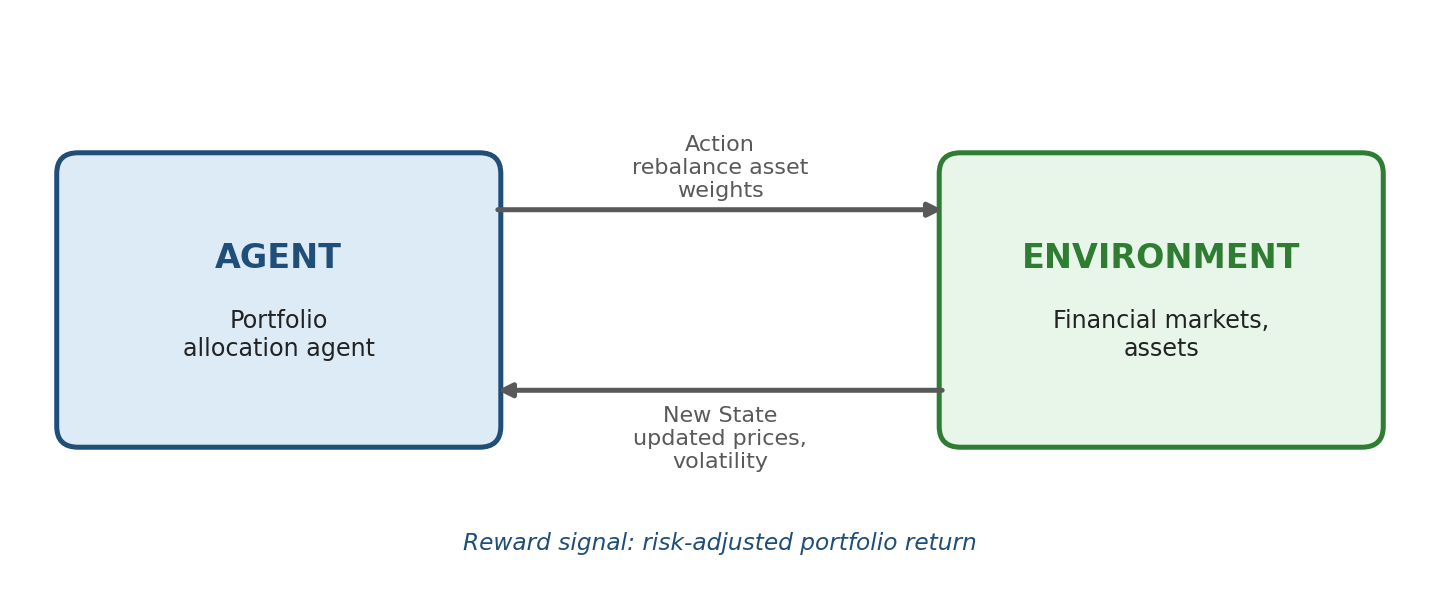 Action
rebalance asset
weights
AGENT
Portfolio
allocation agent
ENVIRONMENT
Financial markets,
assets
New State
updated prices,
volatility
Reward signal: risk-adjusted portfolio return